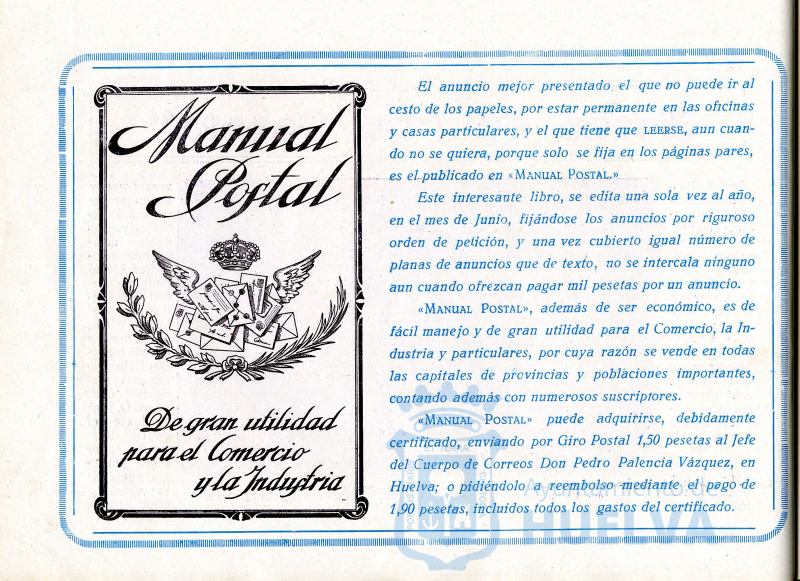 Manual
Postal
De gran utilidad
para el Comercio
y la Industria
El anuncio mejor presentado el que no puede ir al
cesto de los papeles, por estar permanente en las oficinas
y casas particulares, y el que tiene que LEERSE, aun cuan-
do no se quiera, porque solo se fija en los páginas pares,
es el publicado en «MANUAL POSTAL.»
Este interesante libro, se edita una sola vez al año,
en el mes de Junio, fijándose los anuncios por riguroso
orden de petición, y una vez cubierto igual número de
planas de anuncios que de texto, no se intercala ninguno
aun cuando ofrezcan pagar mil pesetas por un anuncio.
«MANUAL POSTAL», además de ser económico, es de
fácil manejo y de gran utilidad para el Comercio, la In-
dustria y particulares, por cuya razón se vende en todas
las capitales de provincias y poblaciones importantes,
contando además con numerosos suscriptores.
«MANUAL POSTAL» puede adquirirse, debidamente
certificado, enviando por Giro Postal 1,50 pesetas al Jefe
del Cuerpo de Correos Don Pedro Palencia Vázquez, en
Huelva; o pidiéndolo a reembolso mediante el pago de
1,90 pesetas, incluidos todos los gastos del certificado.
Ayuntamiento de
HUELVA